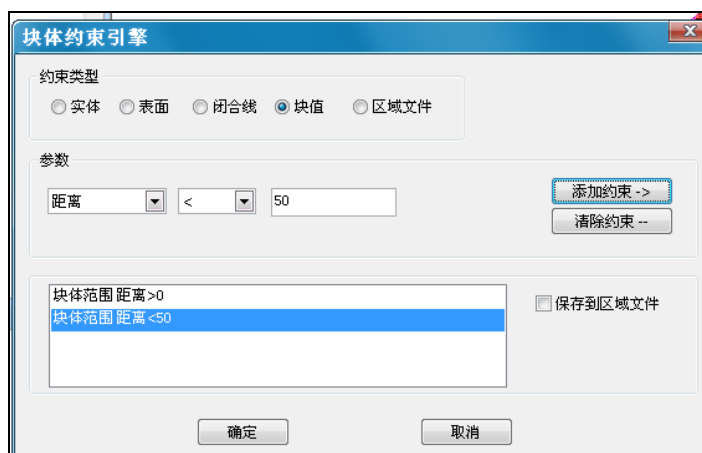 块体约束引擎
约束类型
实体 表面 闭合线 块值 区域文件
参数
距离 < 50 添加约束 ->
清除约束 --
块体范围 距离>0
块体范围 距离<50
保存到区域文件
确定 取消